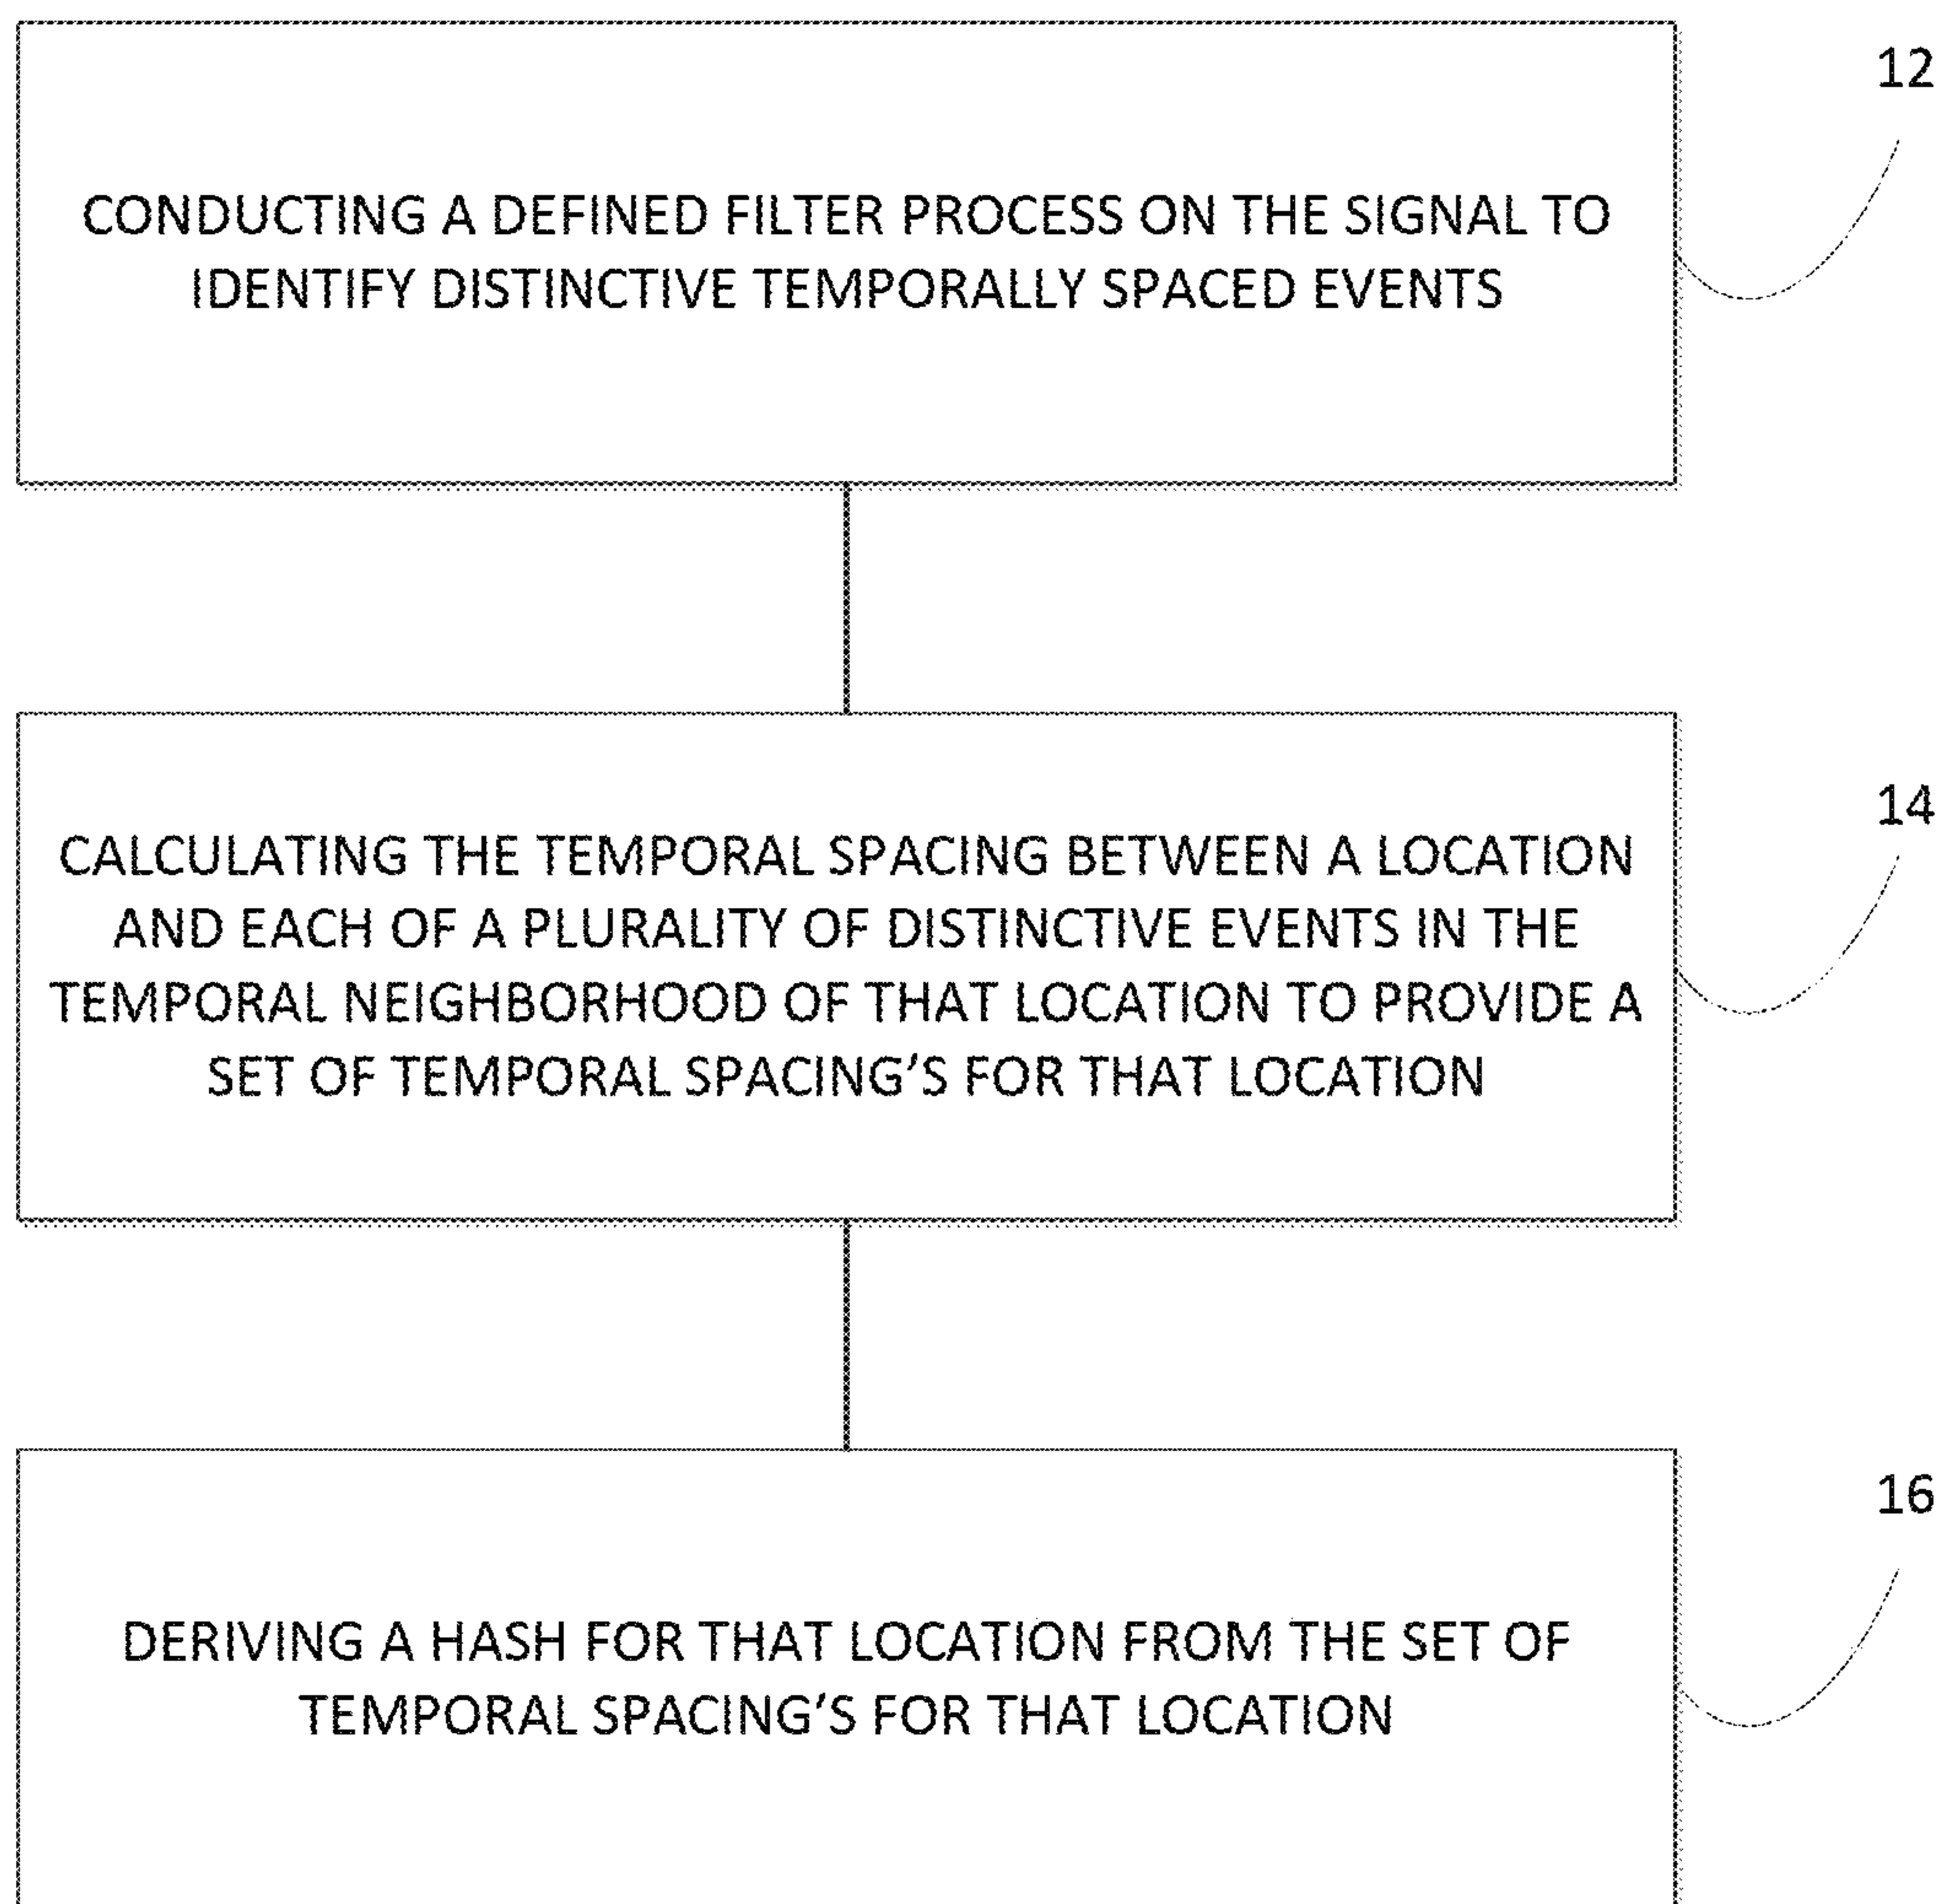 12
CONDUCTING A DEFINED FILTER PROCESS ON THE SIGNAL TO
IDENTIFY DISTINCTIVE TEMPORALLY SPACED EVENTS
14
CALCULATING THE TEMPORAL SPACING BETWEEN A LOCATION
AND EACH OF A PLURALITY OF DISTINCTIVE EVENTS IN THE
TEMPORAL NEIGHBORHOOD OF THAT LOCATION TO PROVIDE A
SET OF TEMPORAL SPACING’S FOR THAT LOCATION
16
DERIVING A HASH FOR THAT LOCATION FROM THE SET OF
TEMPORAL SPACING’S FOR THAT LOCATION